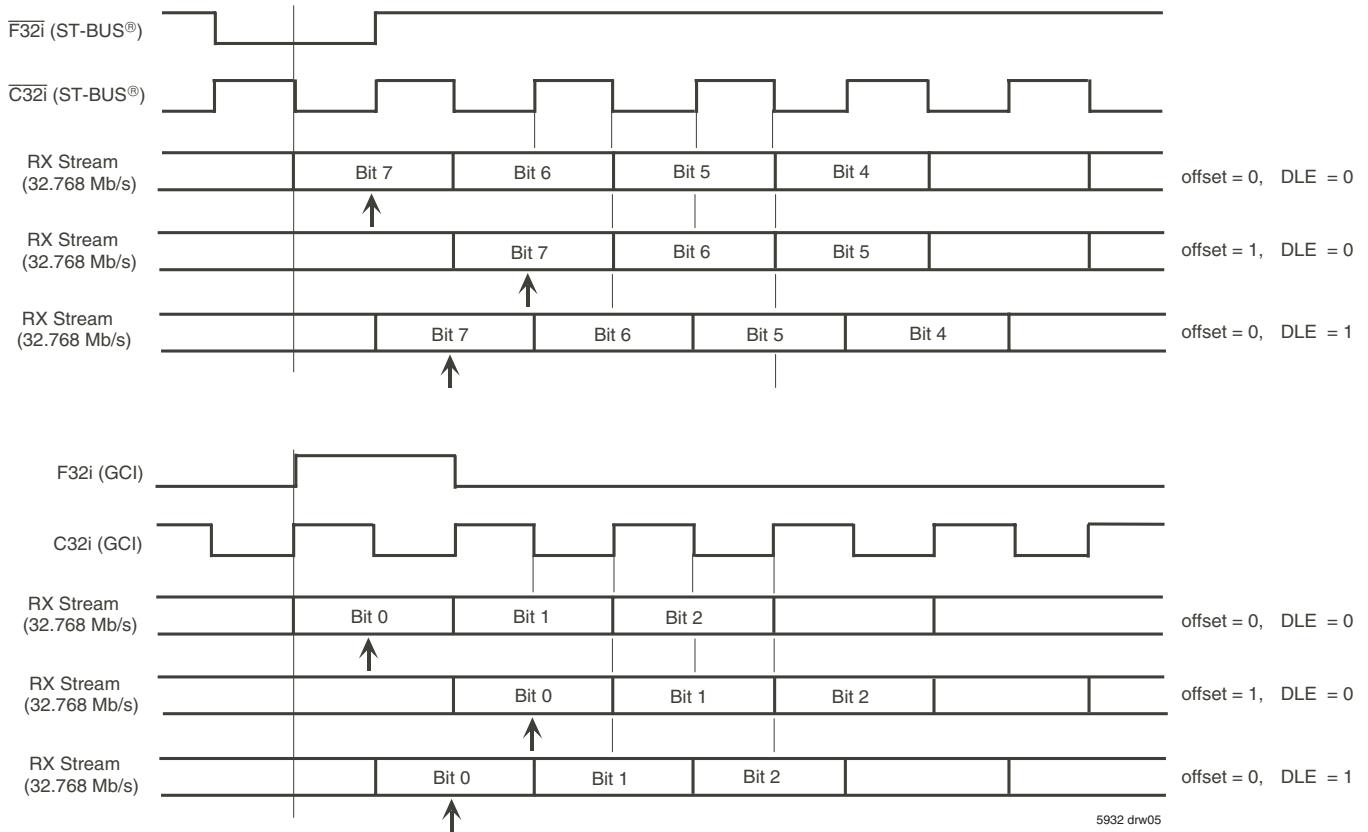 F32i (ST-BUS®)
C32i (ST-BUS®)
RX Stream
(32.768 Mb/s)
Bit 7
Bit 6
Bit 5
Bit 4
offset = 0, DLE = 0
RX Stream
(32.768 Mb/s)
Bit 7
Bit 6
Bit 5
offset = 1, DLE = 0
RX Stream
(32.768 Mb/s)
Bit 7
Bit 6
Bit 5
Bit 4
offset = 0, DLE = 1
F32i (GCI)
C32i (GCI)
RX Stream
(32.768 Mb/s)
Bit 0
Bit 1
Bit 2
offset = 0, DLE = 0
RX Stream
(32.768 Mb/s)
Bit 0
Bit 1
Bit 2
offset = 1, DLE = 0
RX Stream
(32.768 Mb/s)
Bit 0
Bit 1
Bit 2
offset = 0, DLE = 1
5932 drw05